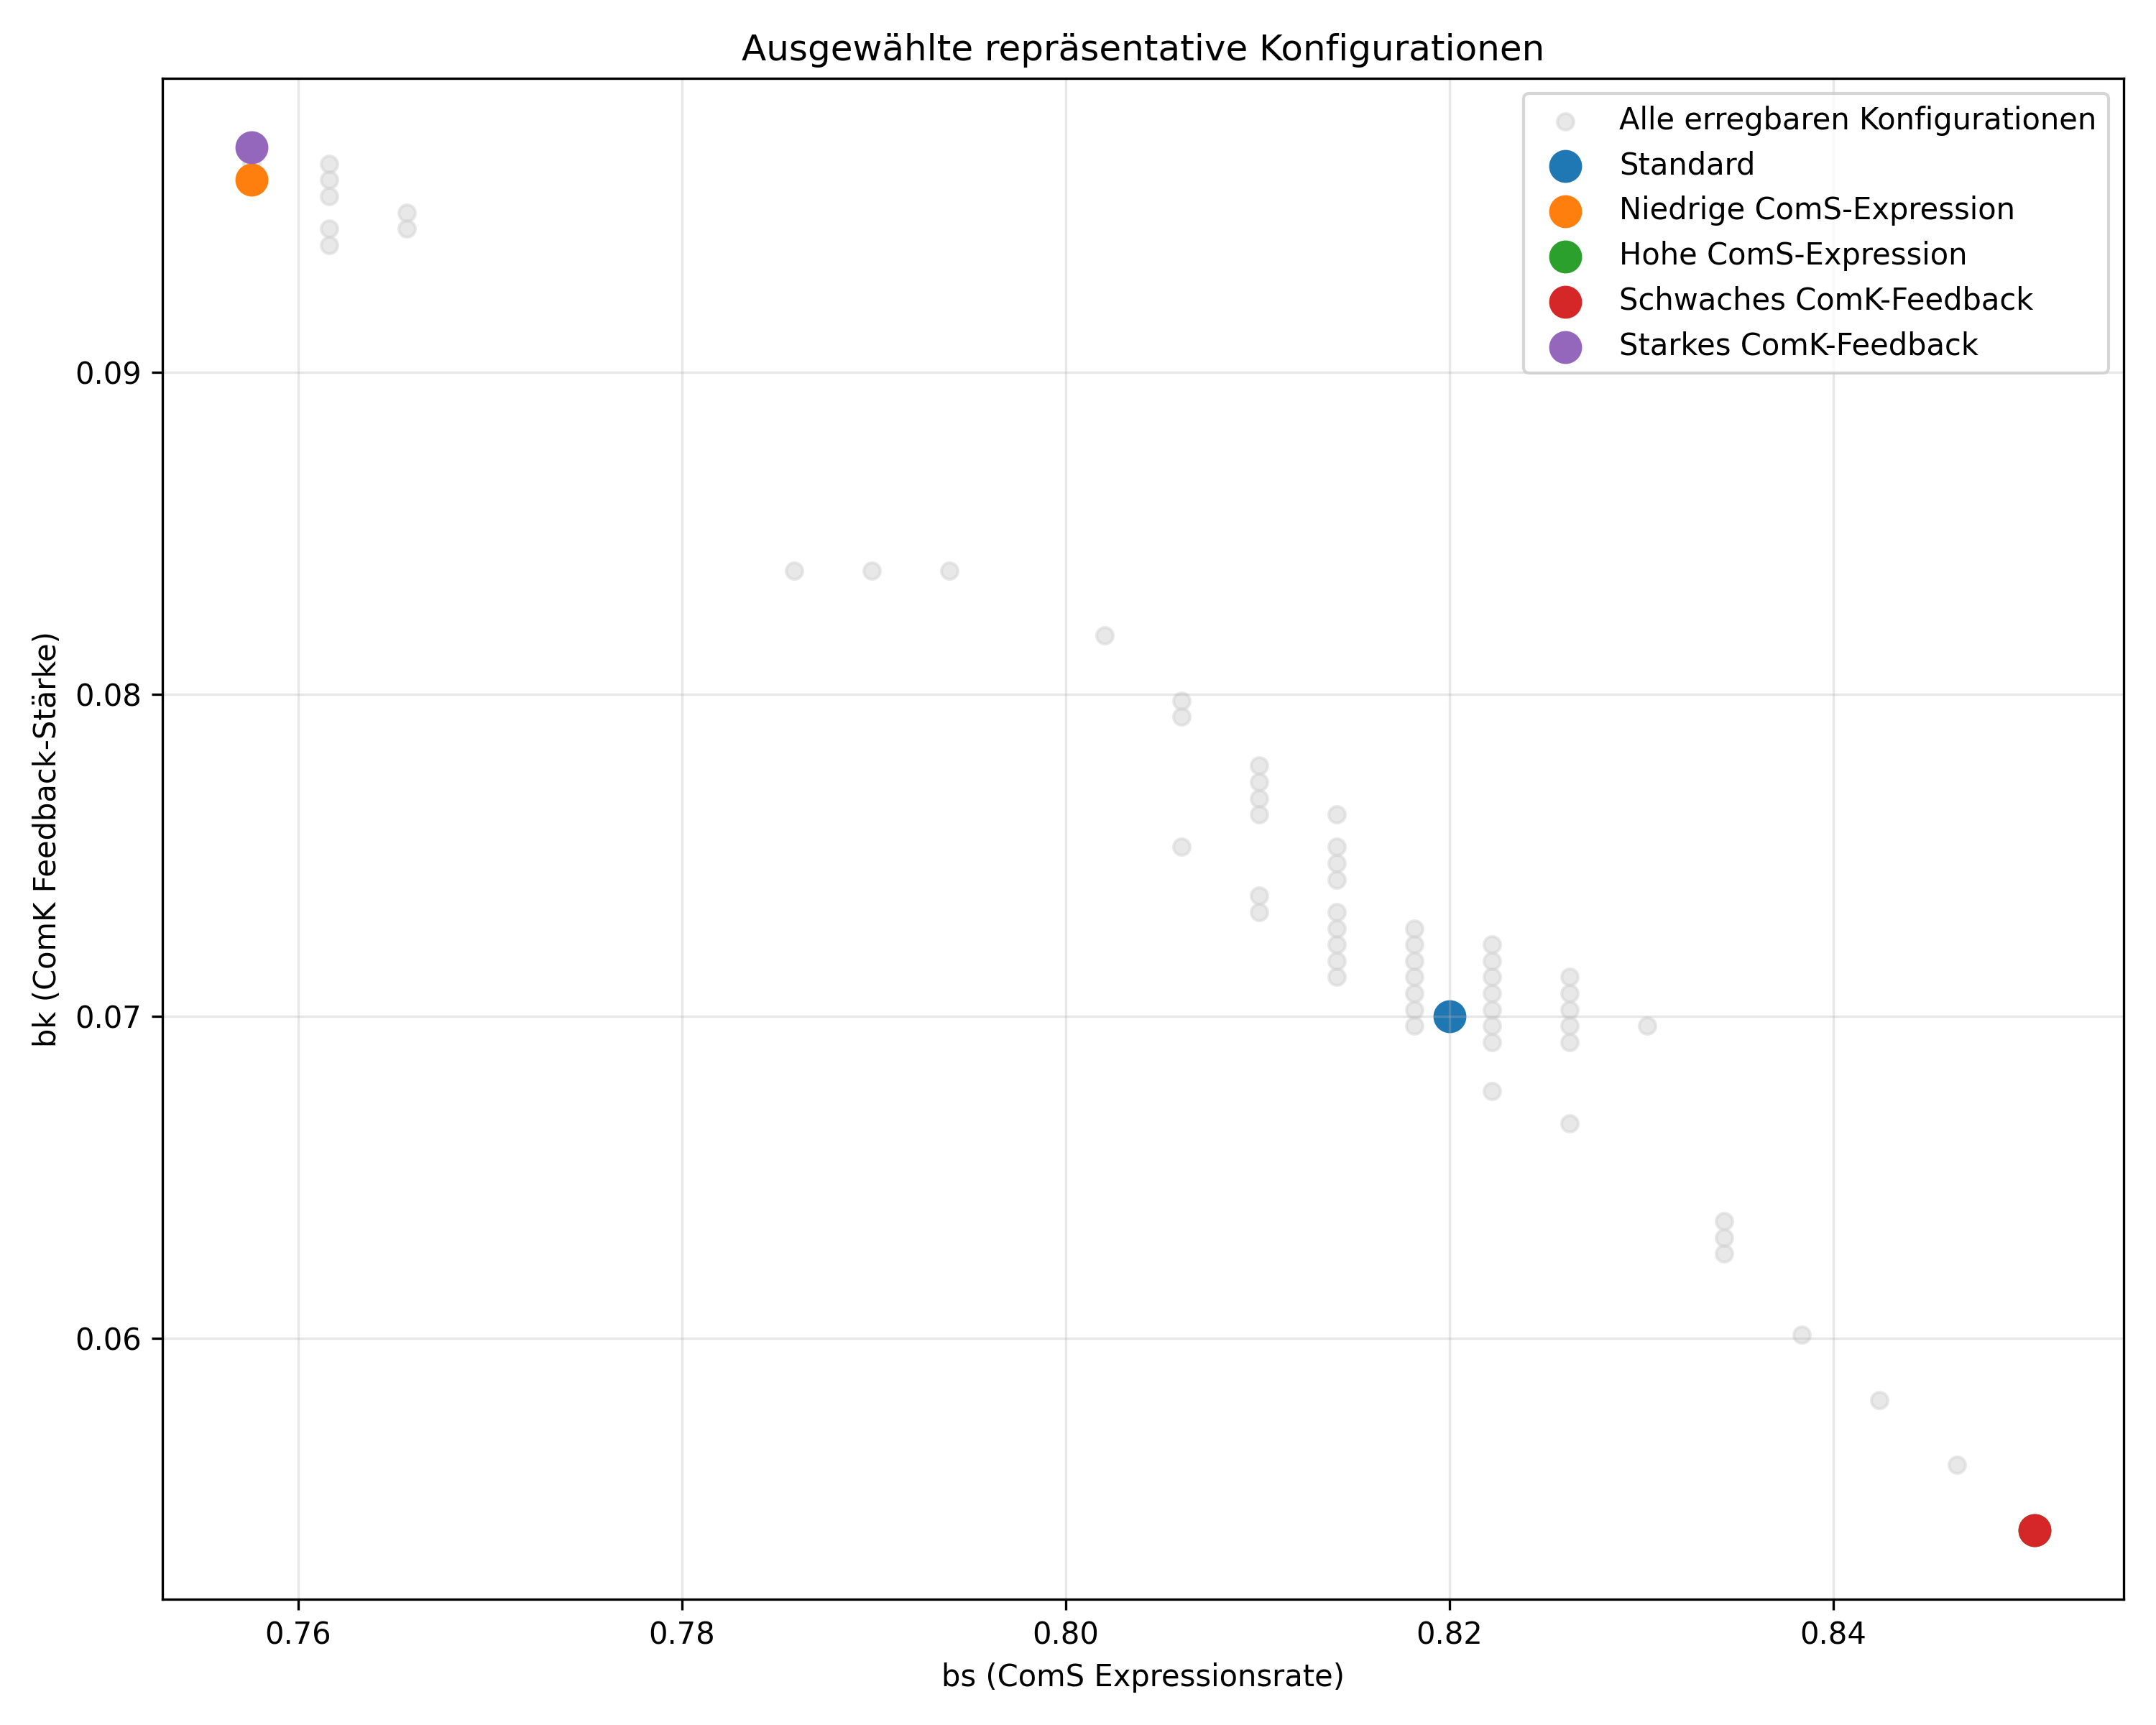 Ausgewählte repräsentative Konfigurationen
Alle erregbaren Konfigurationen
Standard
Niedrige ComS-Expression
Hohe ComS-Expression
Schwaches ComK-Feedback
Starkes ComK-Feedback
bk (ComK Feedback-Stärke)
0.09
0.08
0.07
0.06
0.76 0.78 0.80 0.82 0.84
bs (ComS Expressionsrate)